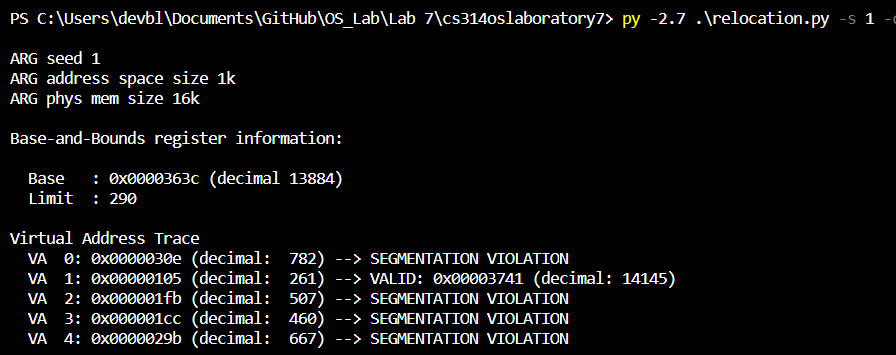 PS C:\Users\devbl\Documents\GitHub\OS_Lab\Lab 7\cs314oslaboratory7> py -2.7 .\relocation.py -s 1 -c
ARG seed 1
ARG address space size 1k
ARG phys mem size 16k
Base-and-Bounds register information:
Base   : 0x0000363c (decimal 13884)
Limit  : 290
Virtual Address Trace
VA  0: 0x0000030e (decimal:  782) --> SEGMENTATION VIOLATION
VA  1: 0x00000105 (decimal:  261) --> VALID: 0x00003741 (decimal: 14145)
VA  2: 0x000001fb (decimal:  507) --> SEGMENTATION VIOLATION
VA  3: 0x000001cc (decimal:  460) --> SEGMENTATION VIOLATION
VA  4: 0x0000029b (decimal:  667) --> SEGMENTATION VIOLATION